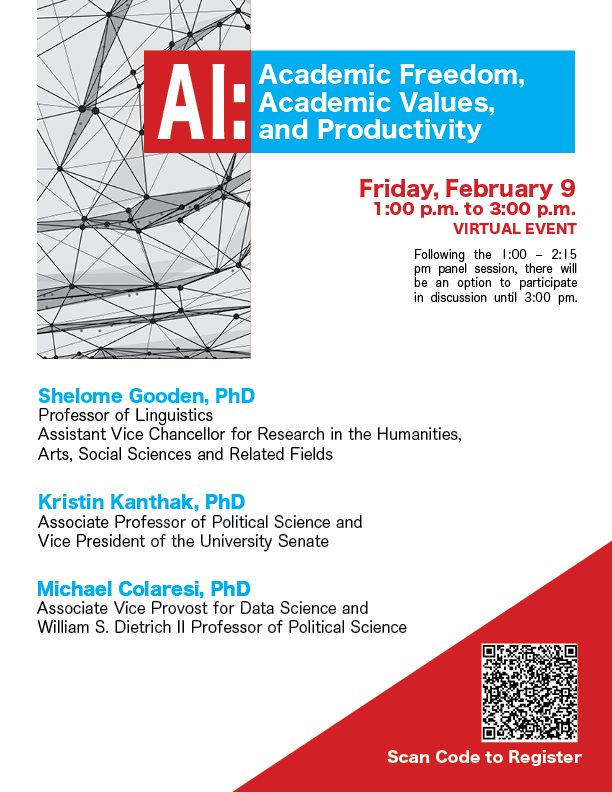 AI:
Academic Freedom,
Academic Values,
and Productivity
Friday, February 9
1:00 p.m. to 3:00 p.m.
VIRTUAL EVENT
Following the 1:00 – 2:15
pm panel session, there will
be an option to participate
in discussion until 3:00 pm.
Shelome Gooden, PhD
Professor of Linguistics
Assistant Vice Chancellor for Research in the Humanities,
Arts, Social Sciences and Related Fields
Kristin Kanthak, PhD
Associate Professor of Political Science and
Vice President of the University Senate
Michael Colaresi, PhD
Associate Vice Provost for Data Science and
William S. Dietrich II Professor of Political Science
Scan Code to Register